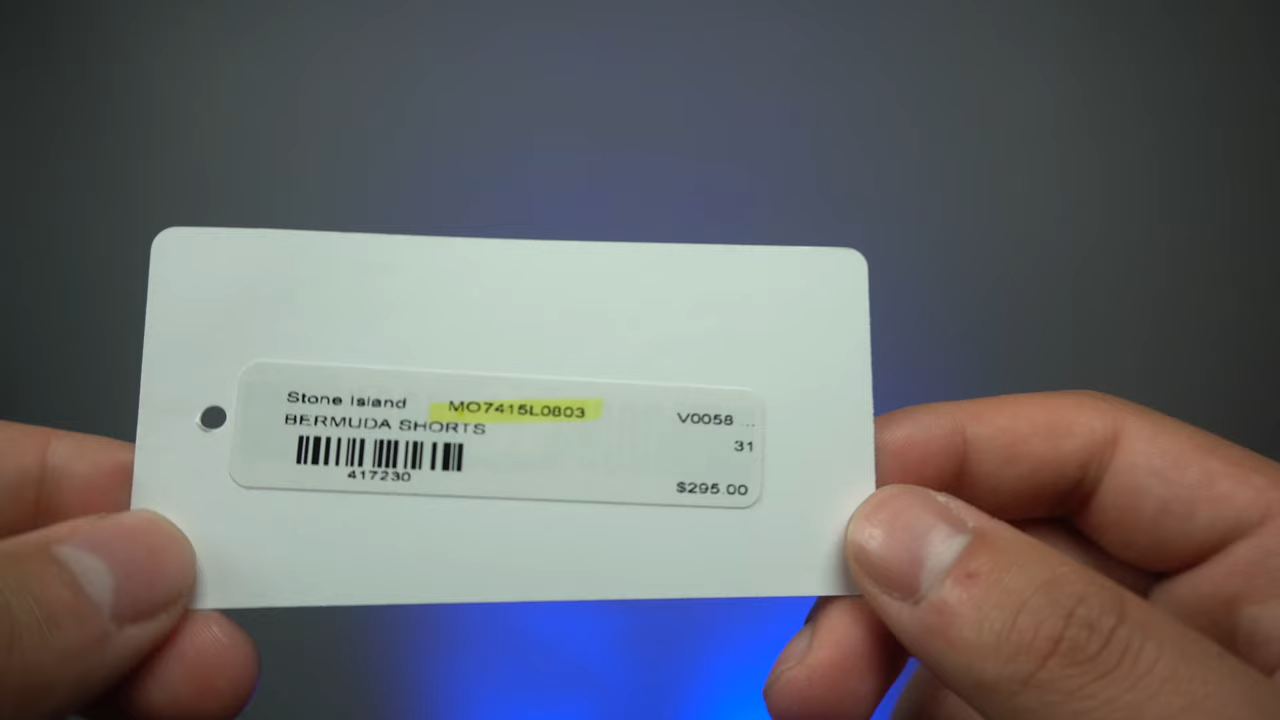 Stone Island MO7415L0803 V0058 ...
BERMUDA SHORTS
31
417230
$295.00